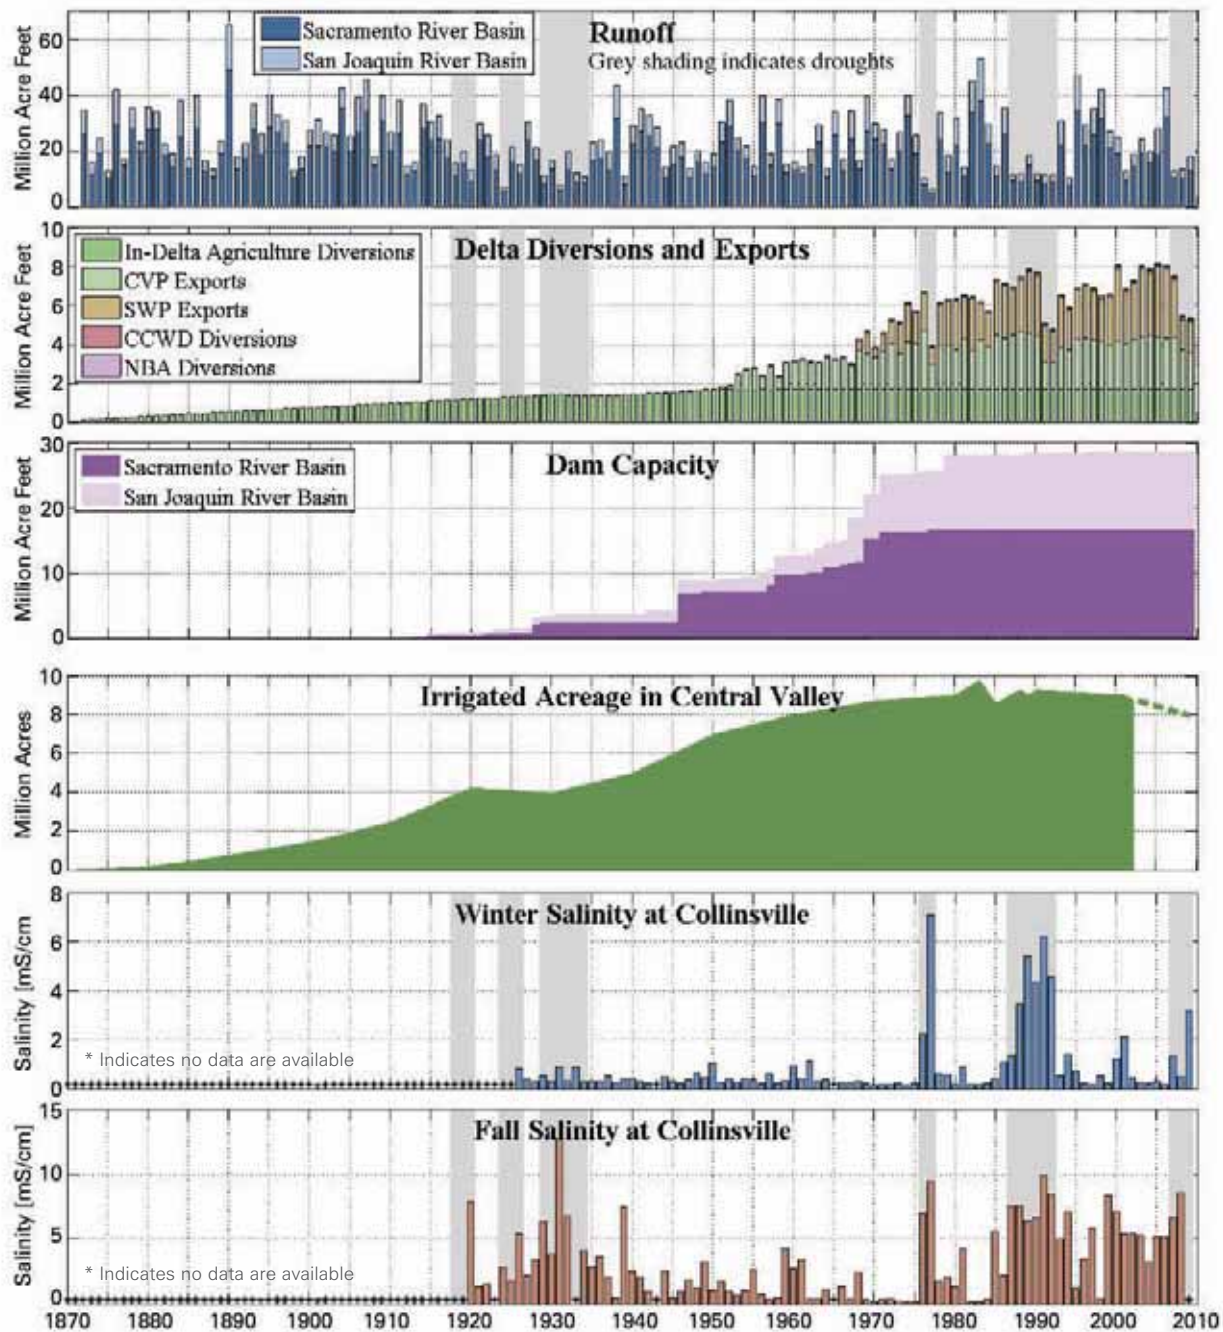 Sacramento River Basin
San Joaquin River Basin
Runoff
Grey shading indicates droughts
Million Acre Feet
60
40
20
0
Delta Diversions and Exports
In-Delta Agriculture Diversions
CVP Exports
SWP Exports
CCWD Diversions
NBA Diversions
Million Acre Feet
10
8
6
4
2
0
Dam Capacity
Sacramento River Basin
San Joaquin River Basin
Million Acre Feet
30
20
10
0
Irrigated Acreage in Central Valley
Million Acres
10
8
6
4
2
0
Winter Salinity at Collinsville
Salinity [mS/cm]
8
6
4
2
0
* Indicates no data are available
Fall Salinity at Collinsville
Salinity [mS/cm]
15
10
5
0
* Indicates no data are available
1870 1880 1890 1900 1910 1920 1930 1940 1950 1960 1970 1980 1990 2000 2010